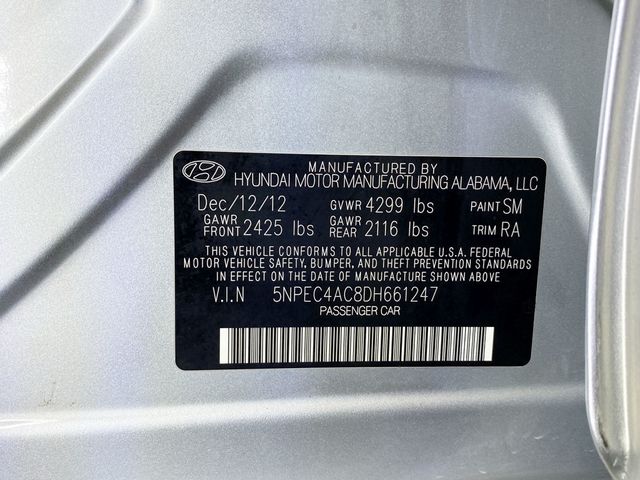 MANUFACTURED BY
HYUNDAI MOTOR MANUFACTURING ALABAMA, LLC
Dec/12/12 GVWR 4299 lbs PAINT SM
GAWR FRONT 2425 lbs GAWR REAR 2116 lbs TRIM RA
THIS VEHICLE CONFORMS TO ALL APPLICABLE U.S.A. FEDERAL
MOTOR VEHICLE SAFETY, BUMPER, AND THEFT PREVENTION STANDARDS
IN EFFECT ON THE DATE OF MANUFACTURE SHOWN ABOVE
V.I.N 5NPEC4AC8DH661247
PASSENGER CAR